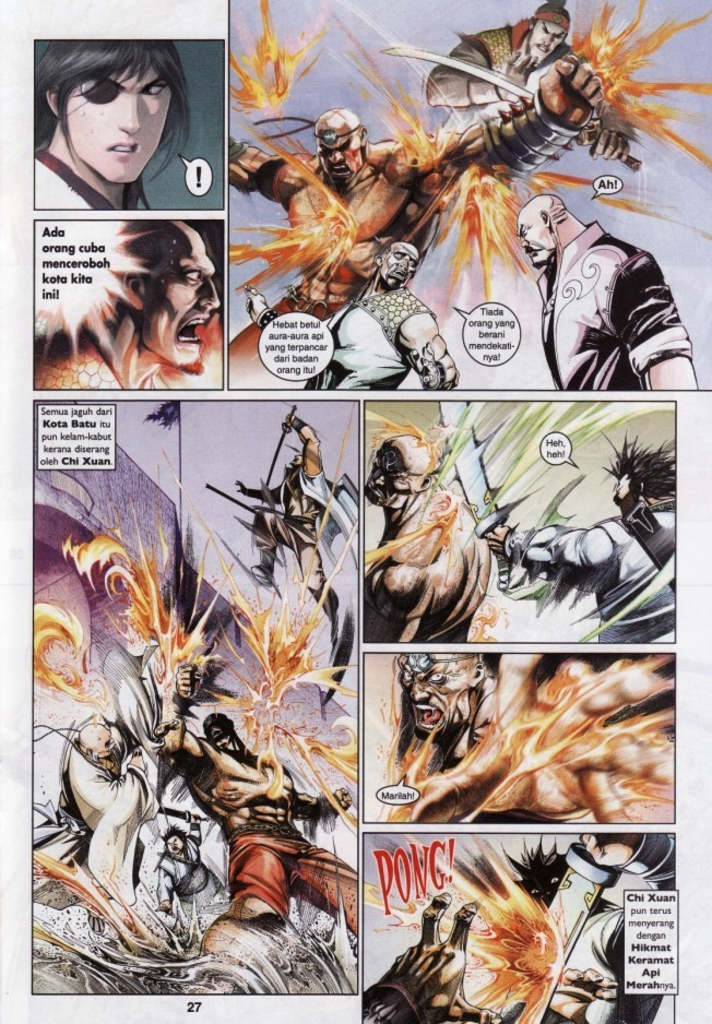 !
Ada
orang cuba
menceroboh
kota kita
ini!
Ah!
Hebat betul
aura-aura api
yang terpancar
dari badan
orang itu!
Tiada
orang yang
berani
mendekati-
nya!
Semua jaguh dari
Kota Batu itu
pun kelam-kabut
kerana diserang
oleh Chi Xuan.
Heh,
heh!
Marilah!
PONG!
Chi Xuan
pun terus
menyerang
dengan
Hikmat
Keramat
Api
Merahnya.
27